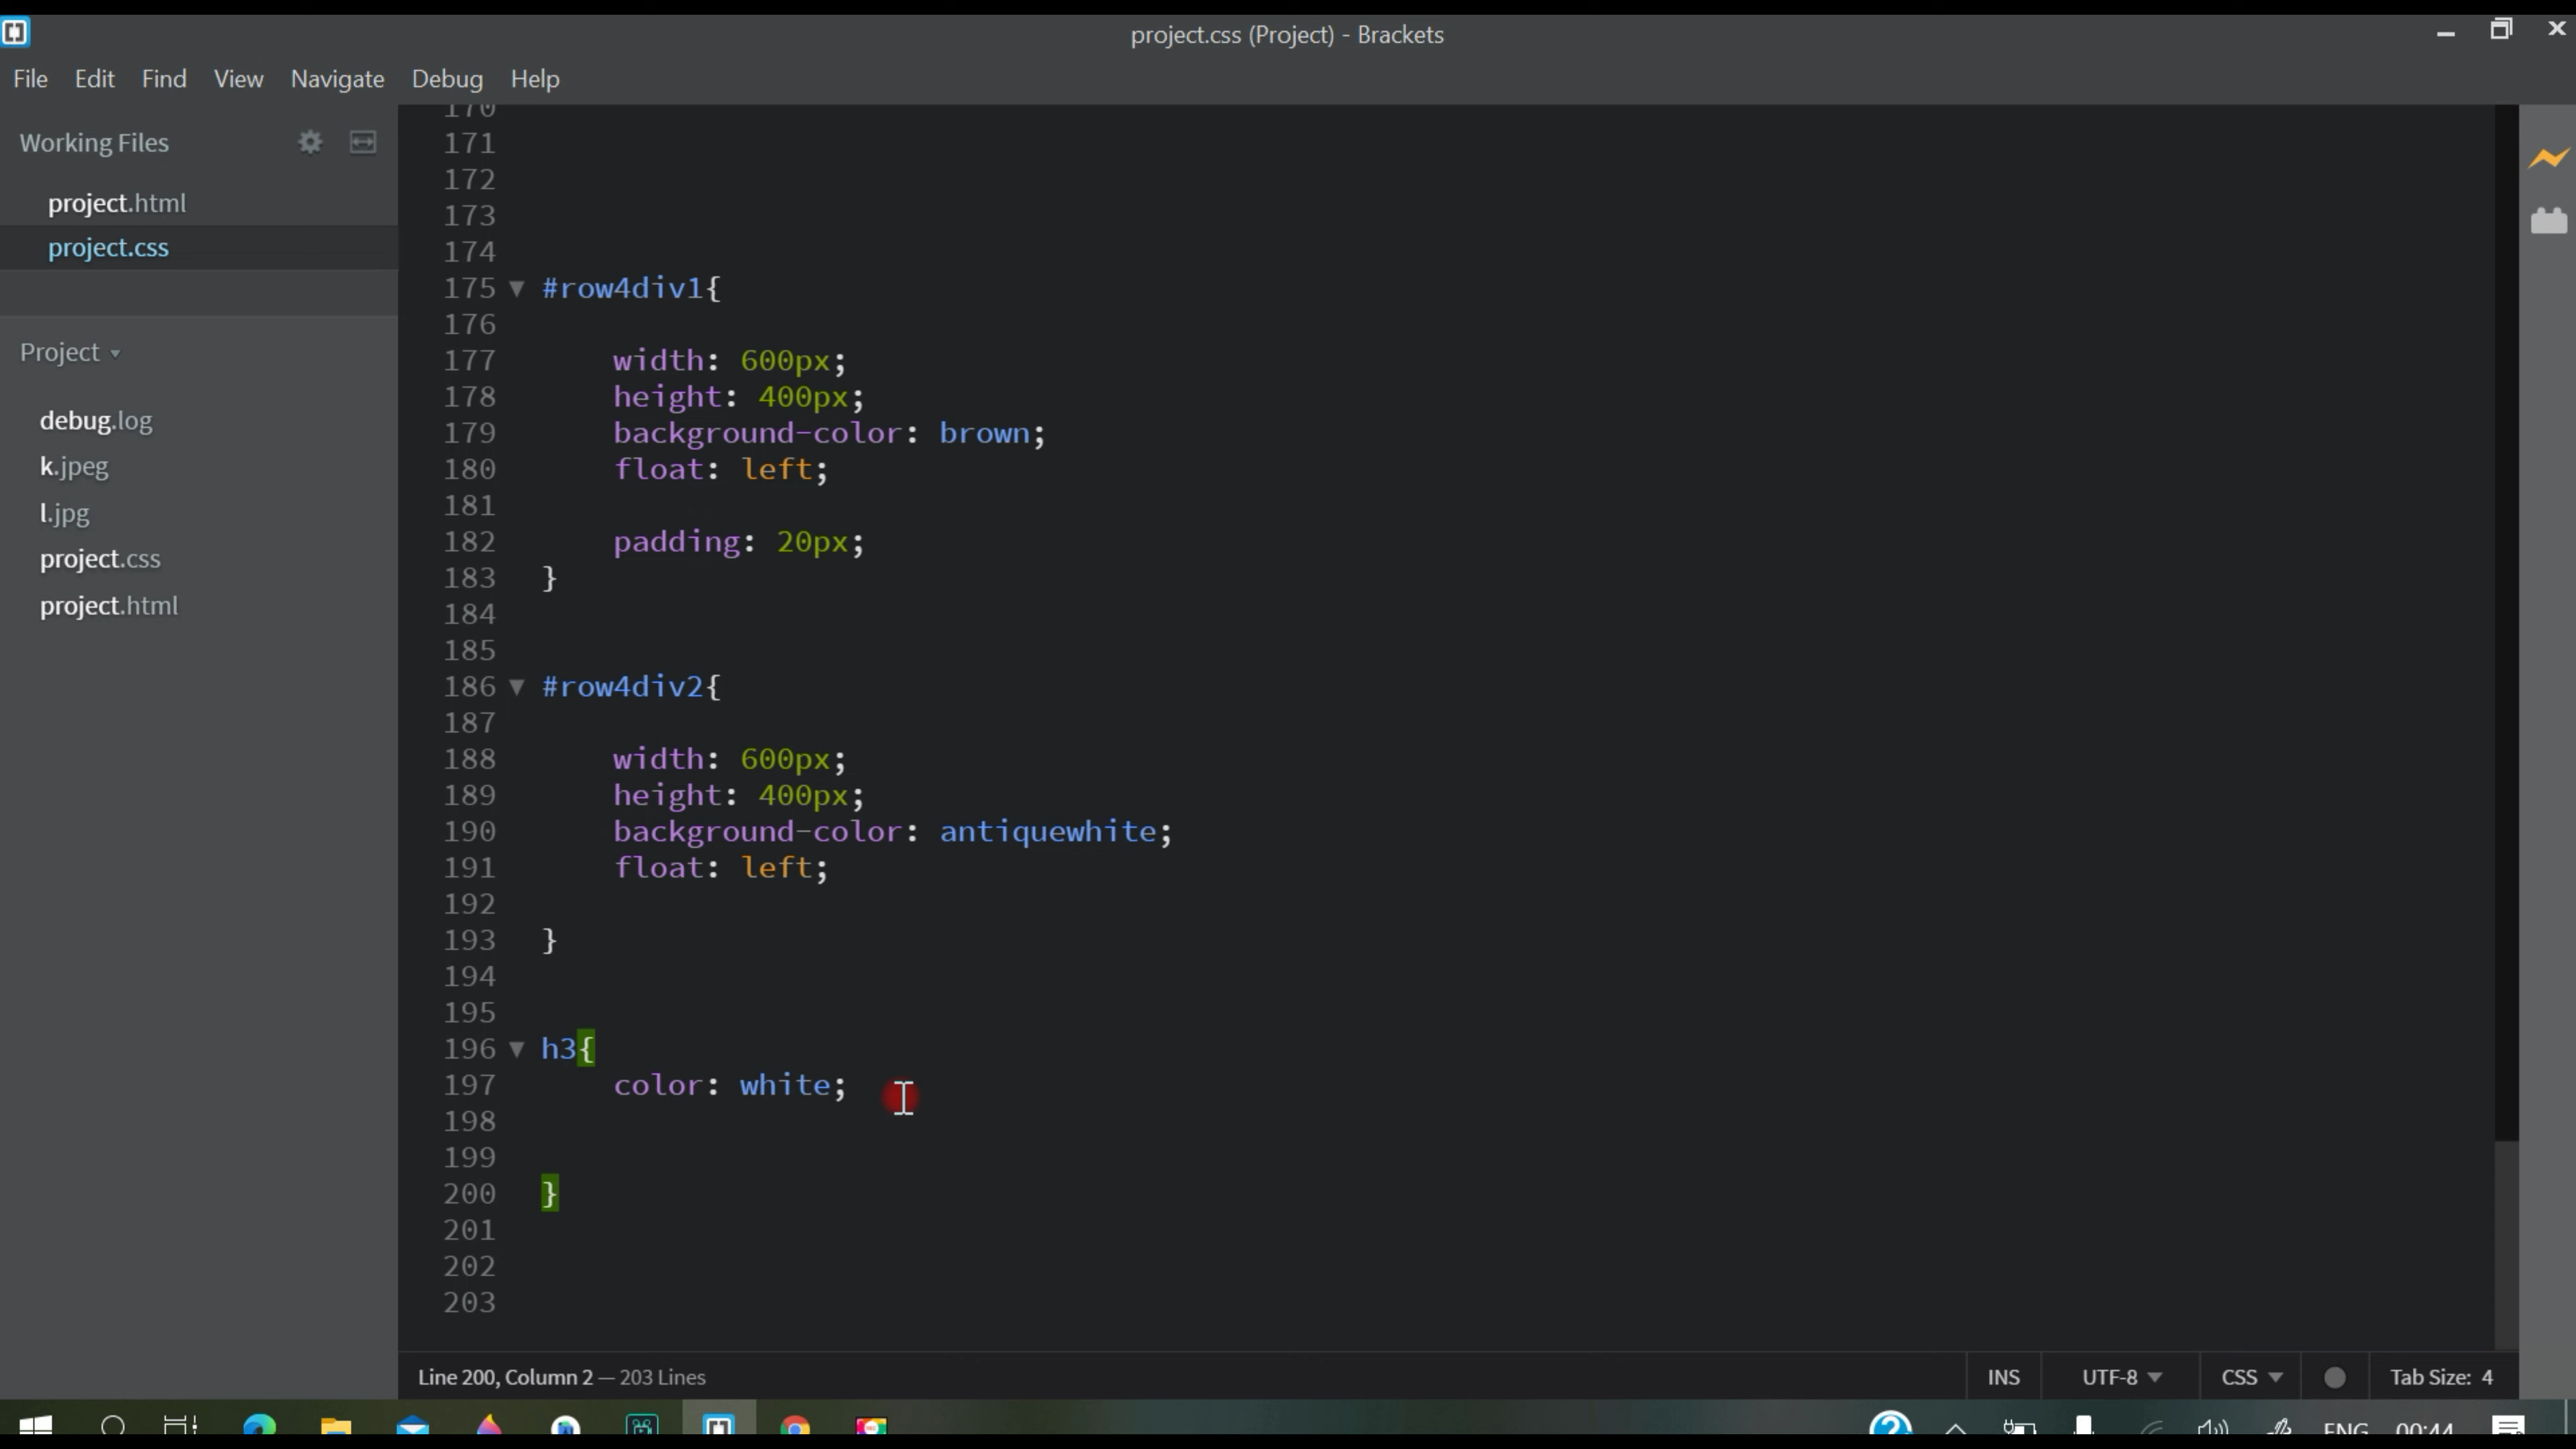 project.css (Project) - Brackets
File Edit Find View Navigate Debug Help
Working Files
project.html
project.css
Project
debug.log
k.jpeg
l.jpg
project.css
project.html
170
171
172
173
174
175 #row4div1{
176
177 width: 600px;
178 height: 400px;
179 background-color: brown;
180 float: left;
181
182 padding: 20px;
183 }
184
185
186 #row4div2{
187
188 width: 600px;
189 height: 400px;
190 background-color: antiquewhite;
191 float: left;
192
193 }
194
195
196 h3{
197 color: white;
198
199
200 }
201
202
203
Line 200, Column 2 — 203 Lines
INS UTF-8 CSS Tab Size: 4
ENG 00:44